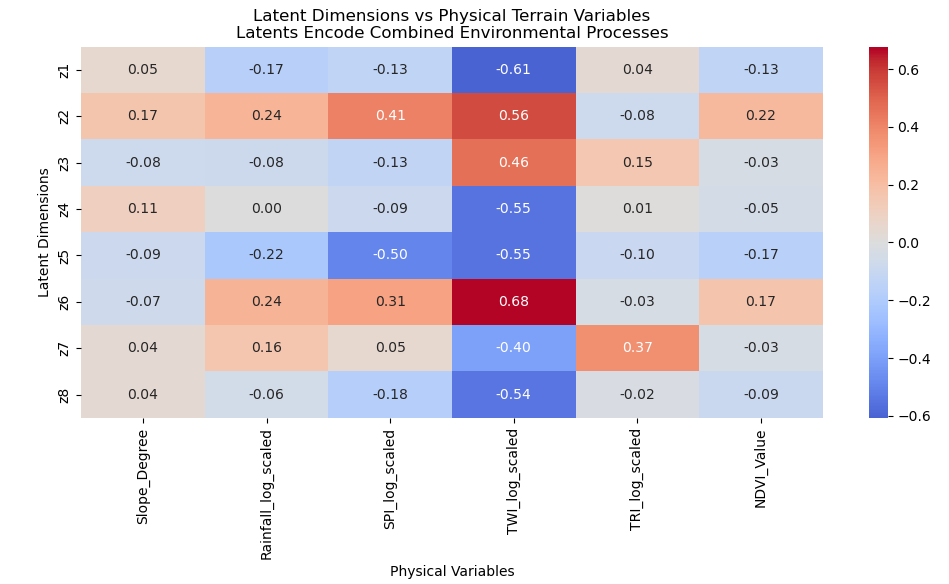 Latent Dimensions vs Physical Terrain Variables
Latents Encode Combined Environmental Processes
Latent Dimensions
z1 0.05 -0.17 -0.13 -0.61 0.04 -0.13
z2 0.17 0.24 0.41 0.56 -0.08 0.22
z3 -0.08 -0.08 -0.13 0.46 0.15 -0.03
z4 0.11 0.00 -0.09 -0.55 0.01 -0.05
z5 -0.09 -0.22 -0.50 -0.55 -0.10 -0.17
z6 -0.07 0.24 0.31 0.68 -0.03 0.17
z7 0.04 0.16 0.05 -0.40 0.37 -0.03
z8 0.04 -0.06 -0.18 -0.54 -0.02 -0.09
Slope_Degree
Rainfall_log_scaled
SPI_log_scaled
TWI_log_scaled
TRI_log_scaled
NDVI_Value
Physical Variables
0.6
0.4
0.2
0.0
−0.2
−0.4
−0.6